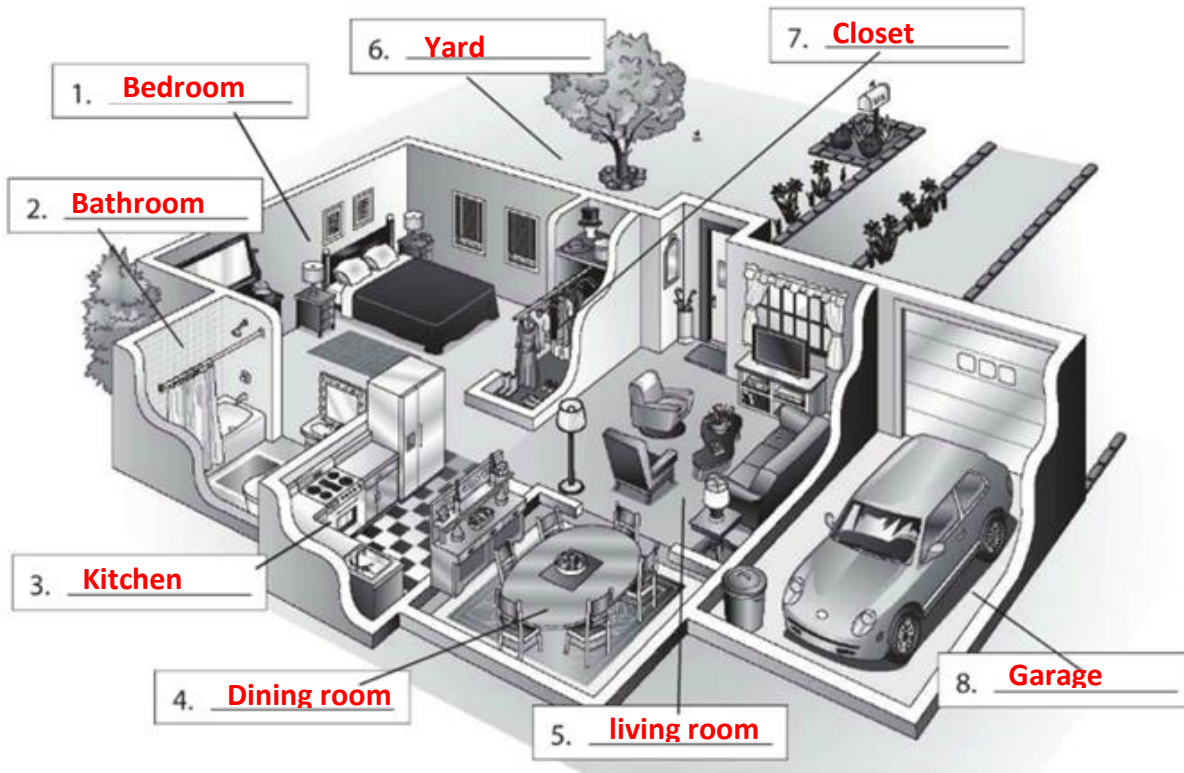 1. Bedroom
2. Bathroom
3. Kitchen
4. Dining room
5. living room
6. Yard
7. Closet
8. Garage